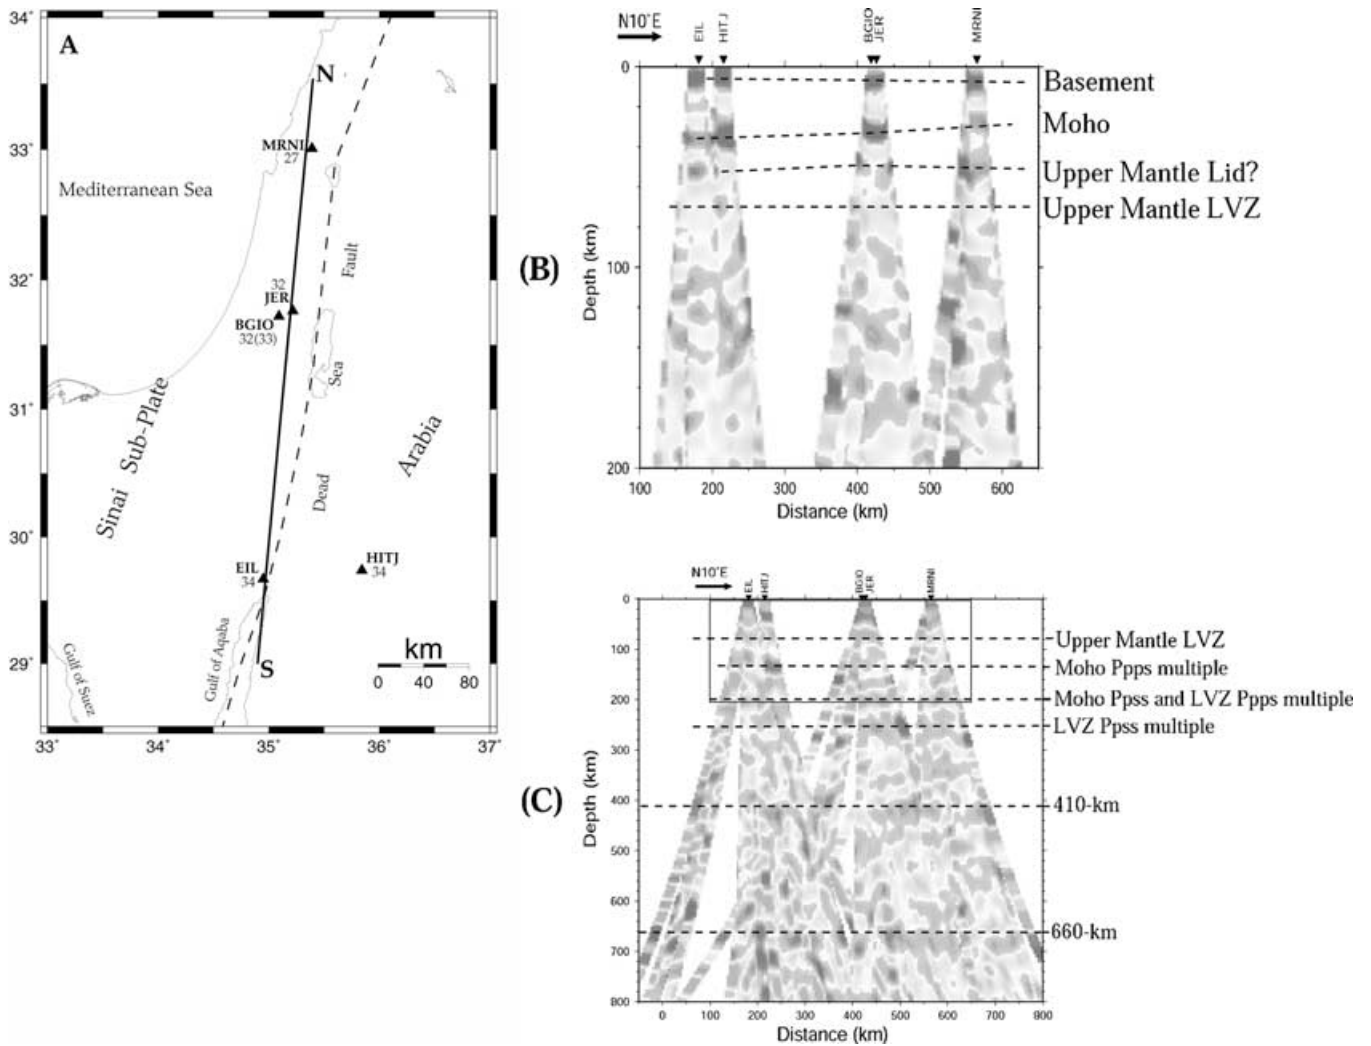 A
34˚
33˚
32˚
31˚
30˚
29˚
33˚
34˚
35˚
36˚
37˚
N
MRNI
27
Mediterranean Sea
32
JER
BGIO
32(33)
Fault
Sea
Dead
Sinai Sub-Plate
Arabia
EIL
34
HITJ
34
Gulf of Aqaba
Gulf of Suez
S
km
0 40 80
(B)
N10˚E
EIL
HITJ
BGIO
JER
MRNI
0
100
200
Depth (km)
Basement
Moho
Upper Mantle Lid?
Upper Mantle LVZ
100 200 300 400 500 600
Distance (km)
(C)
N10˚E
EIL
HITJ
BGIO
JER
MRNI
0
100
200
300
400
500
600
700
800
Depth (km)
Upper Mantle LVZ
Moho Ppps multiple
Moho Ppss and LVZ Ppps multiple
LVZ Ppss multiple
410-km
660-km
0 100 200 300 400 500 600 700 800
Distance (km)